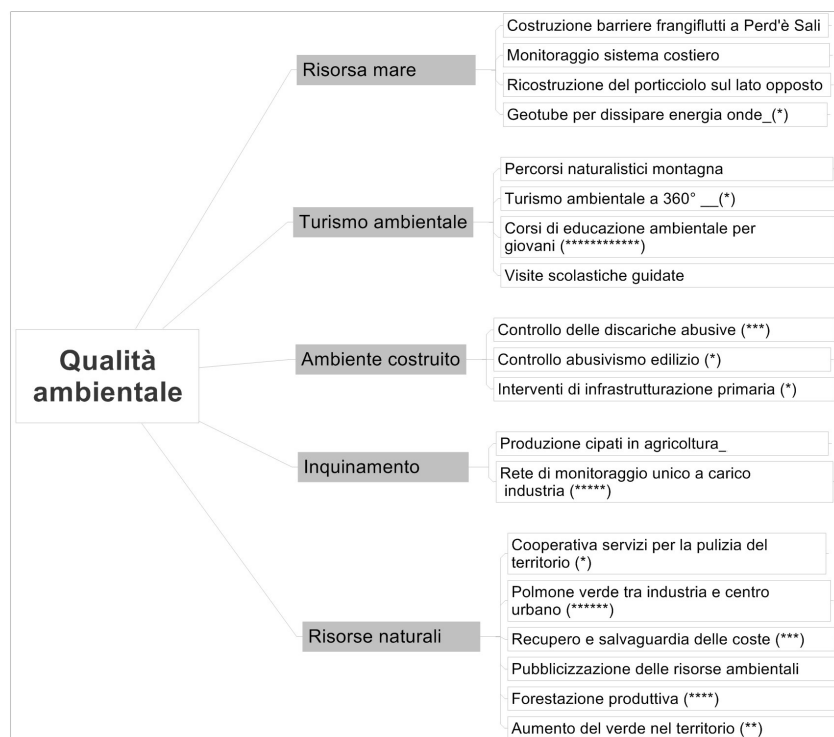 Qualità
ambientale
Risorsa mare
Costruzione barriere frangiflutti a Perd'è Sali
Monitoraggio sistema costiero
Ricostruzione del porticciolo sul lato opposto
Geotube per dissipare energia onde_(*)
Turismo ambientale
Percorsi naturalistici montagna
Turismo ambientale a 360° __(*)
Corsi di educazione ambientale per
giovani (************)
Visite scolastiche guidate
Ambiente costruito
Controllo delle discariche abusive (***)
Controllo abusivismo edilizio (*)
Interventi di infrastrutturazione primaria (*)
Inquinamento
Produzione cipati in agricoltura_
Rete di monitoraggio unico a carico
industria (*****)
Risorse naturali
Cooperativa servizi per la pulizia del
territorio (*)
Polmone verde tra industria e centro
urbano (******)
Recupero e salvaguardia delle coste (***)
Pubblicizzazione delle risorse ambientali
Forestazione produttiva (****)
Aumento del verde nel territorio (**)